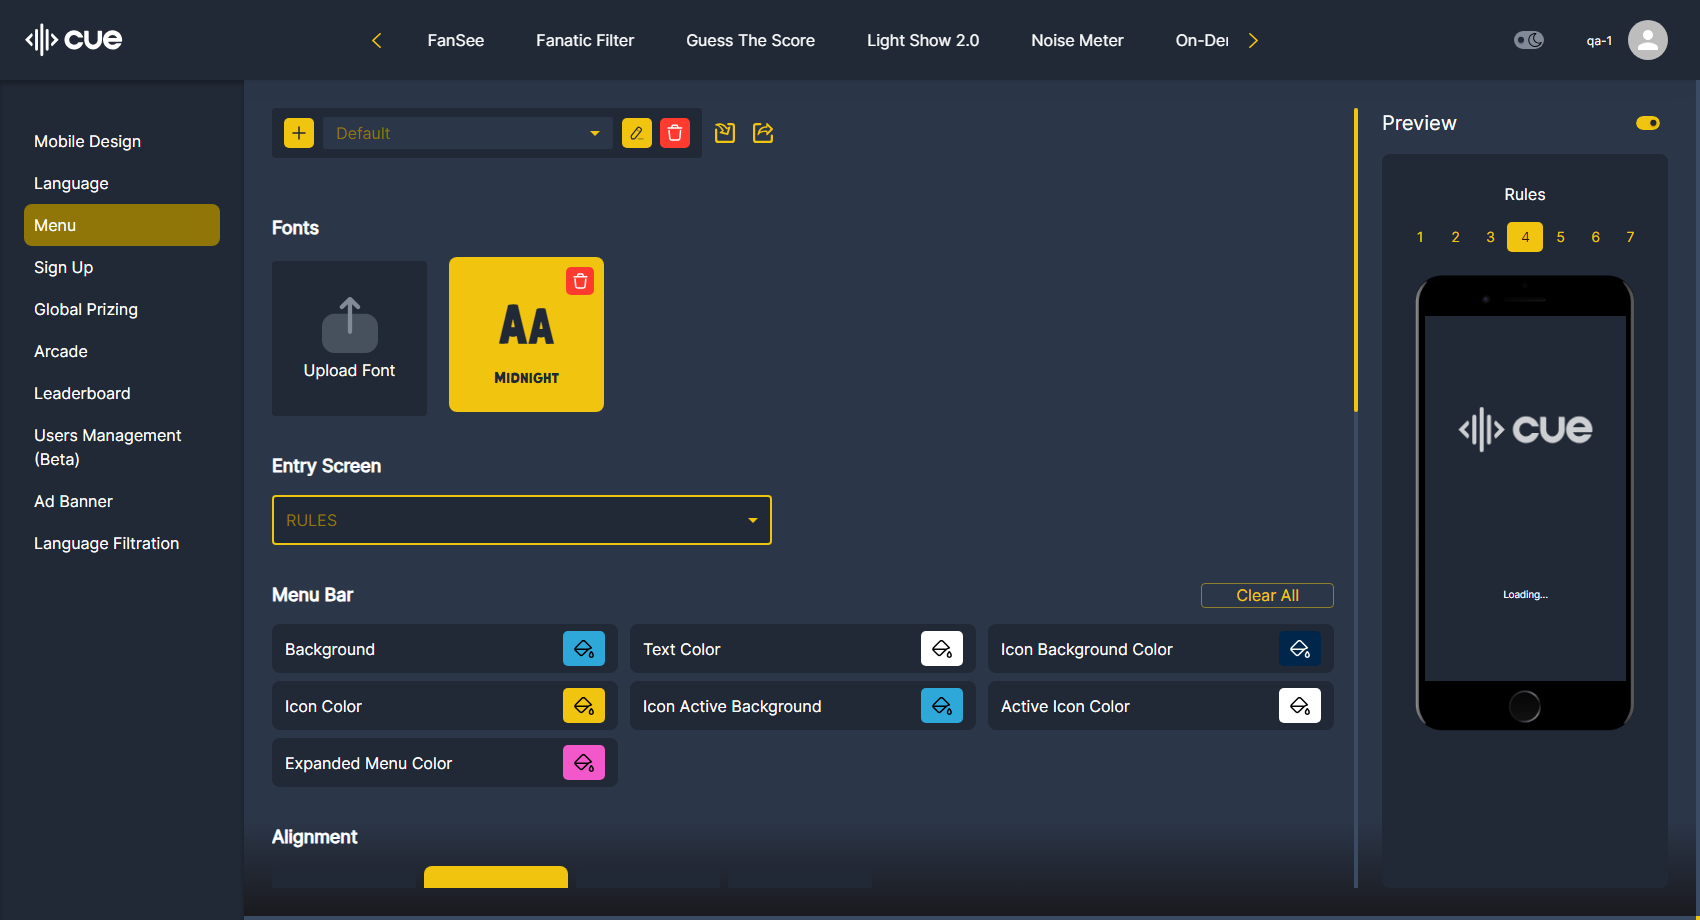 cue
FanSee
Fanatic Filter
Guess The Score
Light Show 2.0
Noise Meter
On-De
qa-1
Mobile Design
Language
Menu
Sign Up
Global Prizing
Arcade
Leaderboard
Users Management
(Beta)
Ad Banner
Language Filtration
Default
Fonts
Upload Font
AA
MIDNIGHT
Entry Screen
RULES
Menu Bar
Clear All
Background
Text Color
Icon Background Color
Icon Color
Icon Active Background
Active Icon Color
Expanded Menu Color
Alignment
Preview
Rules
1 2 3 4 5 6 7
cue
Loading...